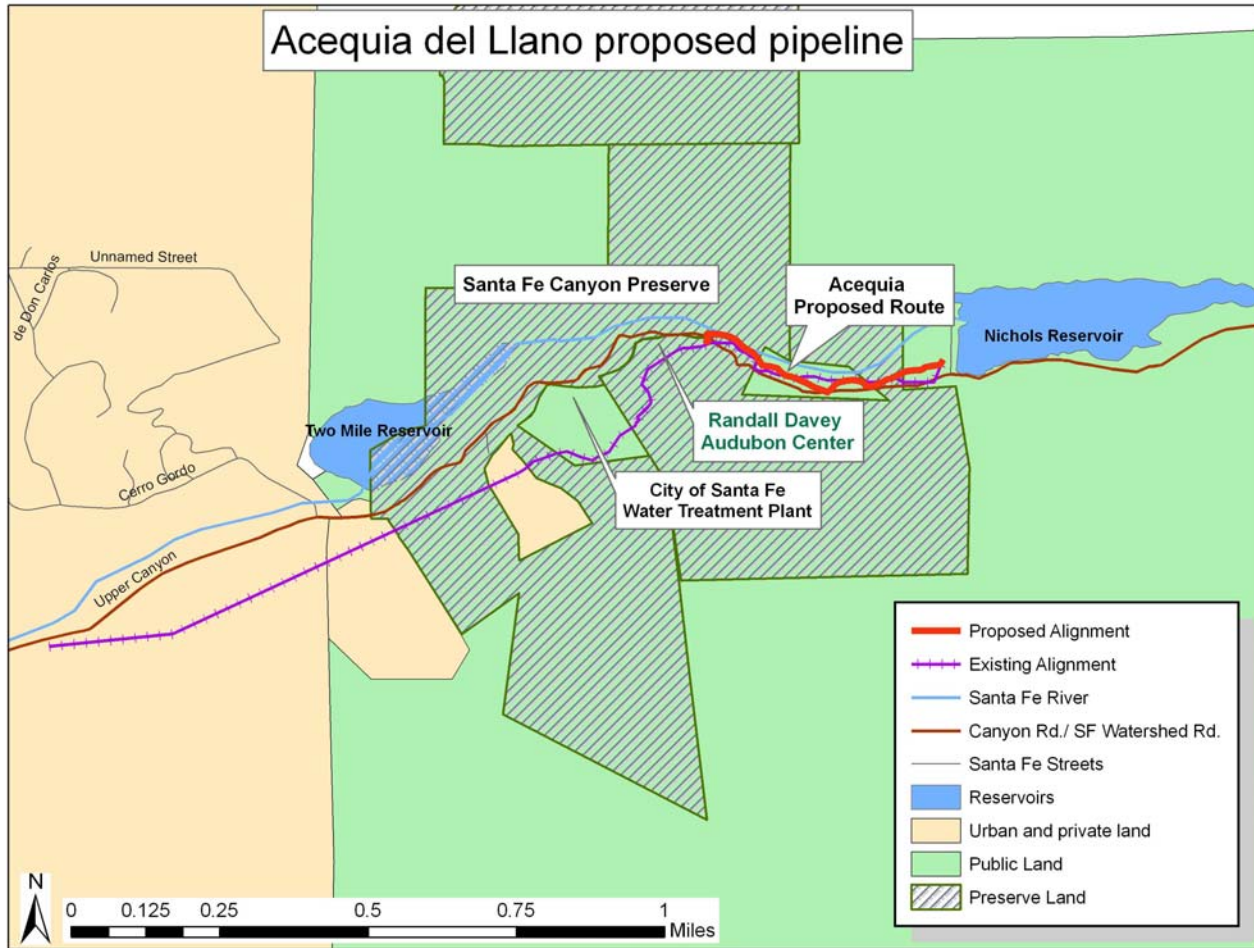 Acequia del Llano proposed pipeline
Unnamed Street
de Don Carlos
Santa Fe Canyon Preserve
Acequia
Proposed Route
Nichols Reservoir
Two Mile Reservoir
Randall Davey
Audubon Center
Cerro Gordo
City of Santa Fe
Water Treatment Plant
Upper Canyon
Proposed Alignment
Existing Alignment
Santa Fe River
Canyon Rd./ SF Watershed Rd.
Santa Fe Streets
Reservoirs
Urban and private land
Public Land
Preserve Land
N
0 0.125 0.25 0.5 0.75 1
Miles